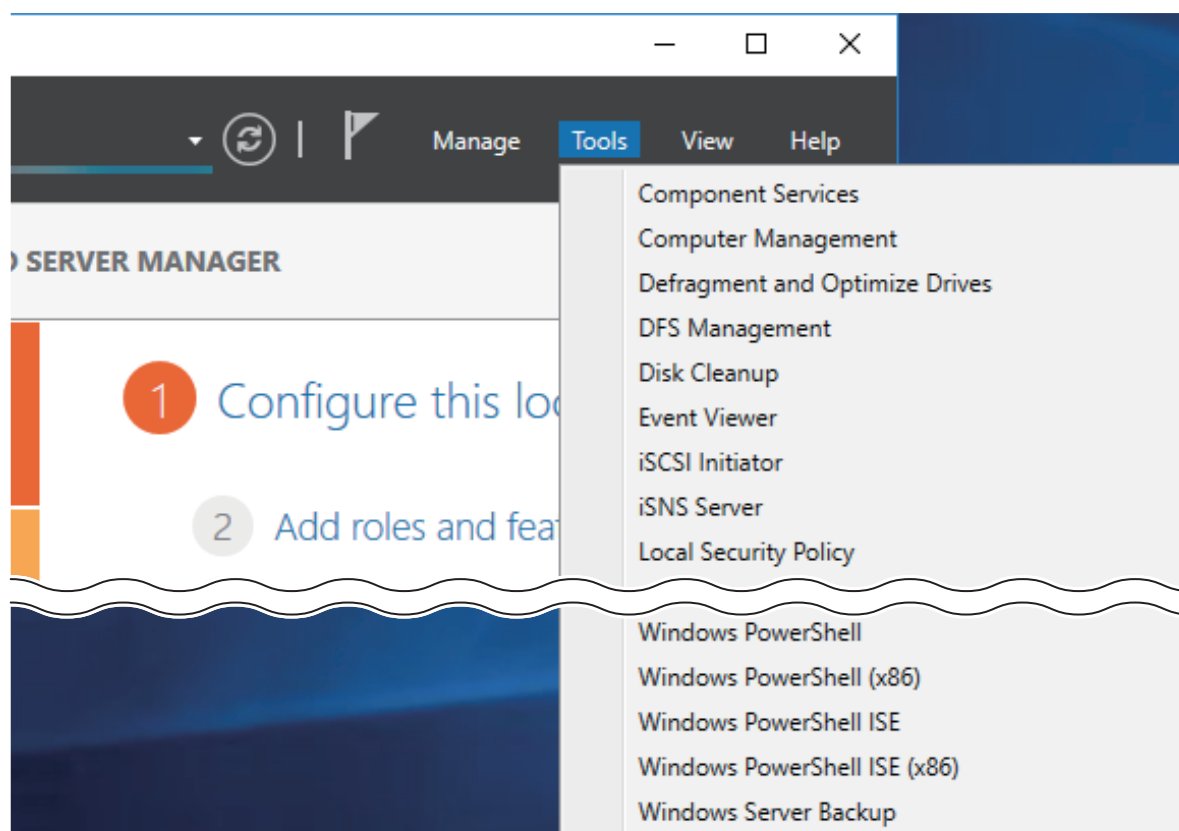 Manage Tools View Help
SERVER MANAGER
1 Configure this
2 Add roles and
Component Services
Computer Management
Defragment and Optimize Drives
DFS Management
Disk Cleanup
Event Viewer
iSCSI Initiator
iSNS Server
Local Security Policy
Windows PowerShell
Windows PowerShell (x86)
Windows PowerShell ISE
Windows PowerShell ISE (x86)
Windows Server Backup